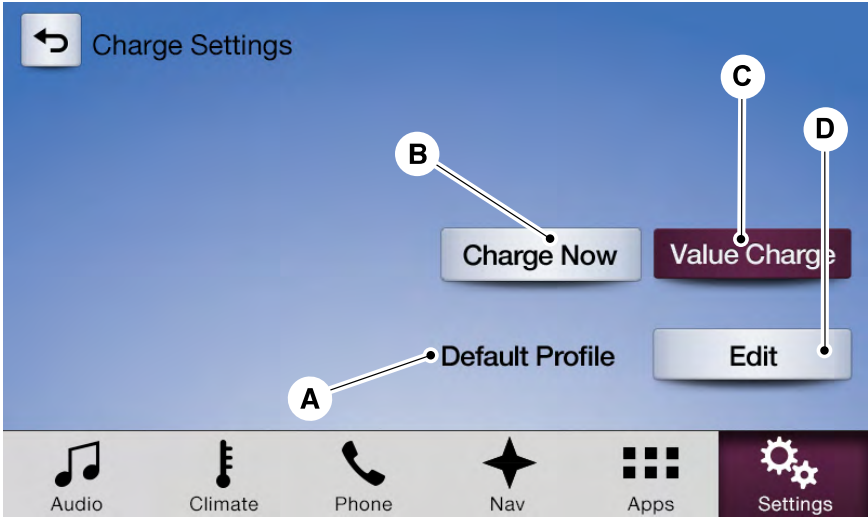 Charge Settings
C
D
B
Charge Now
Value Charge
Default Profile
Edit
A
Audio
Climate
Phone
Nav
Apps
Settings